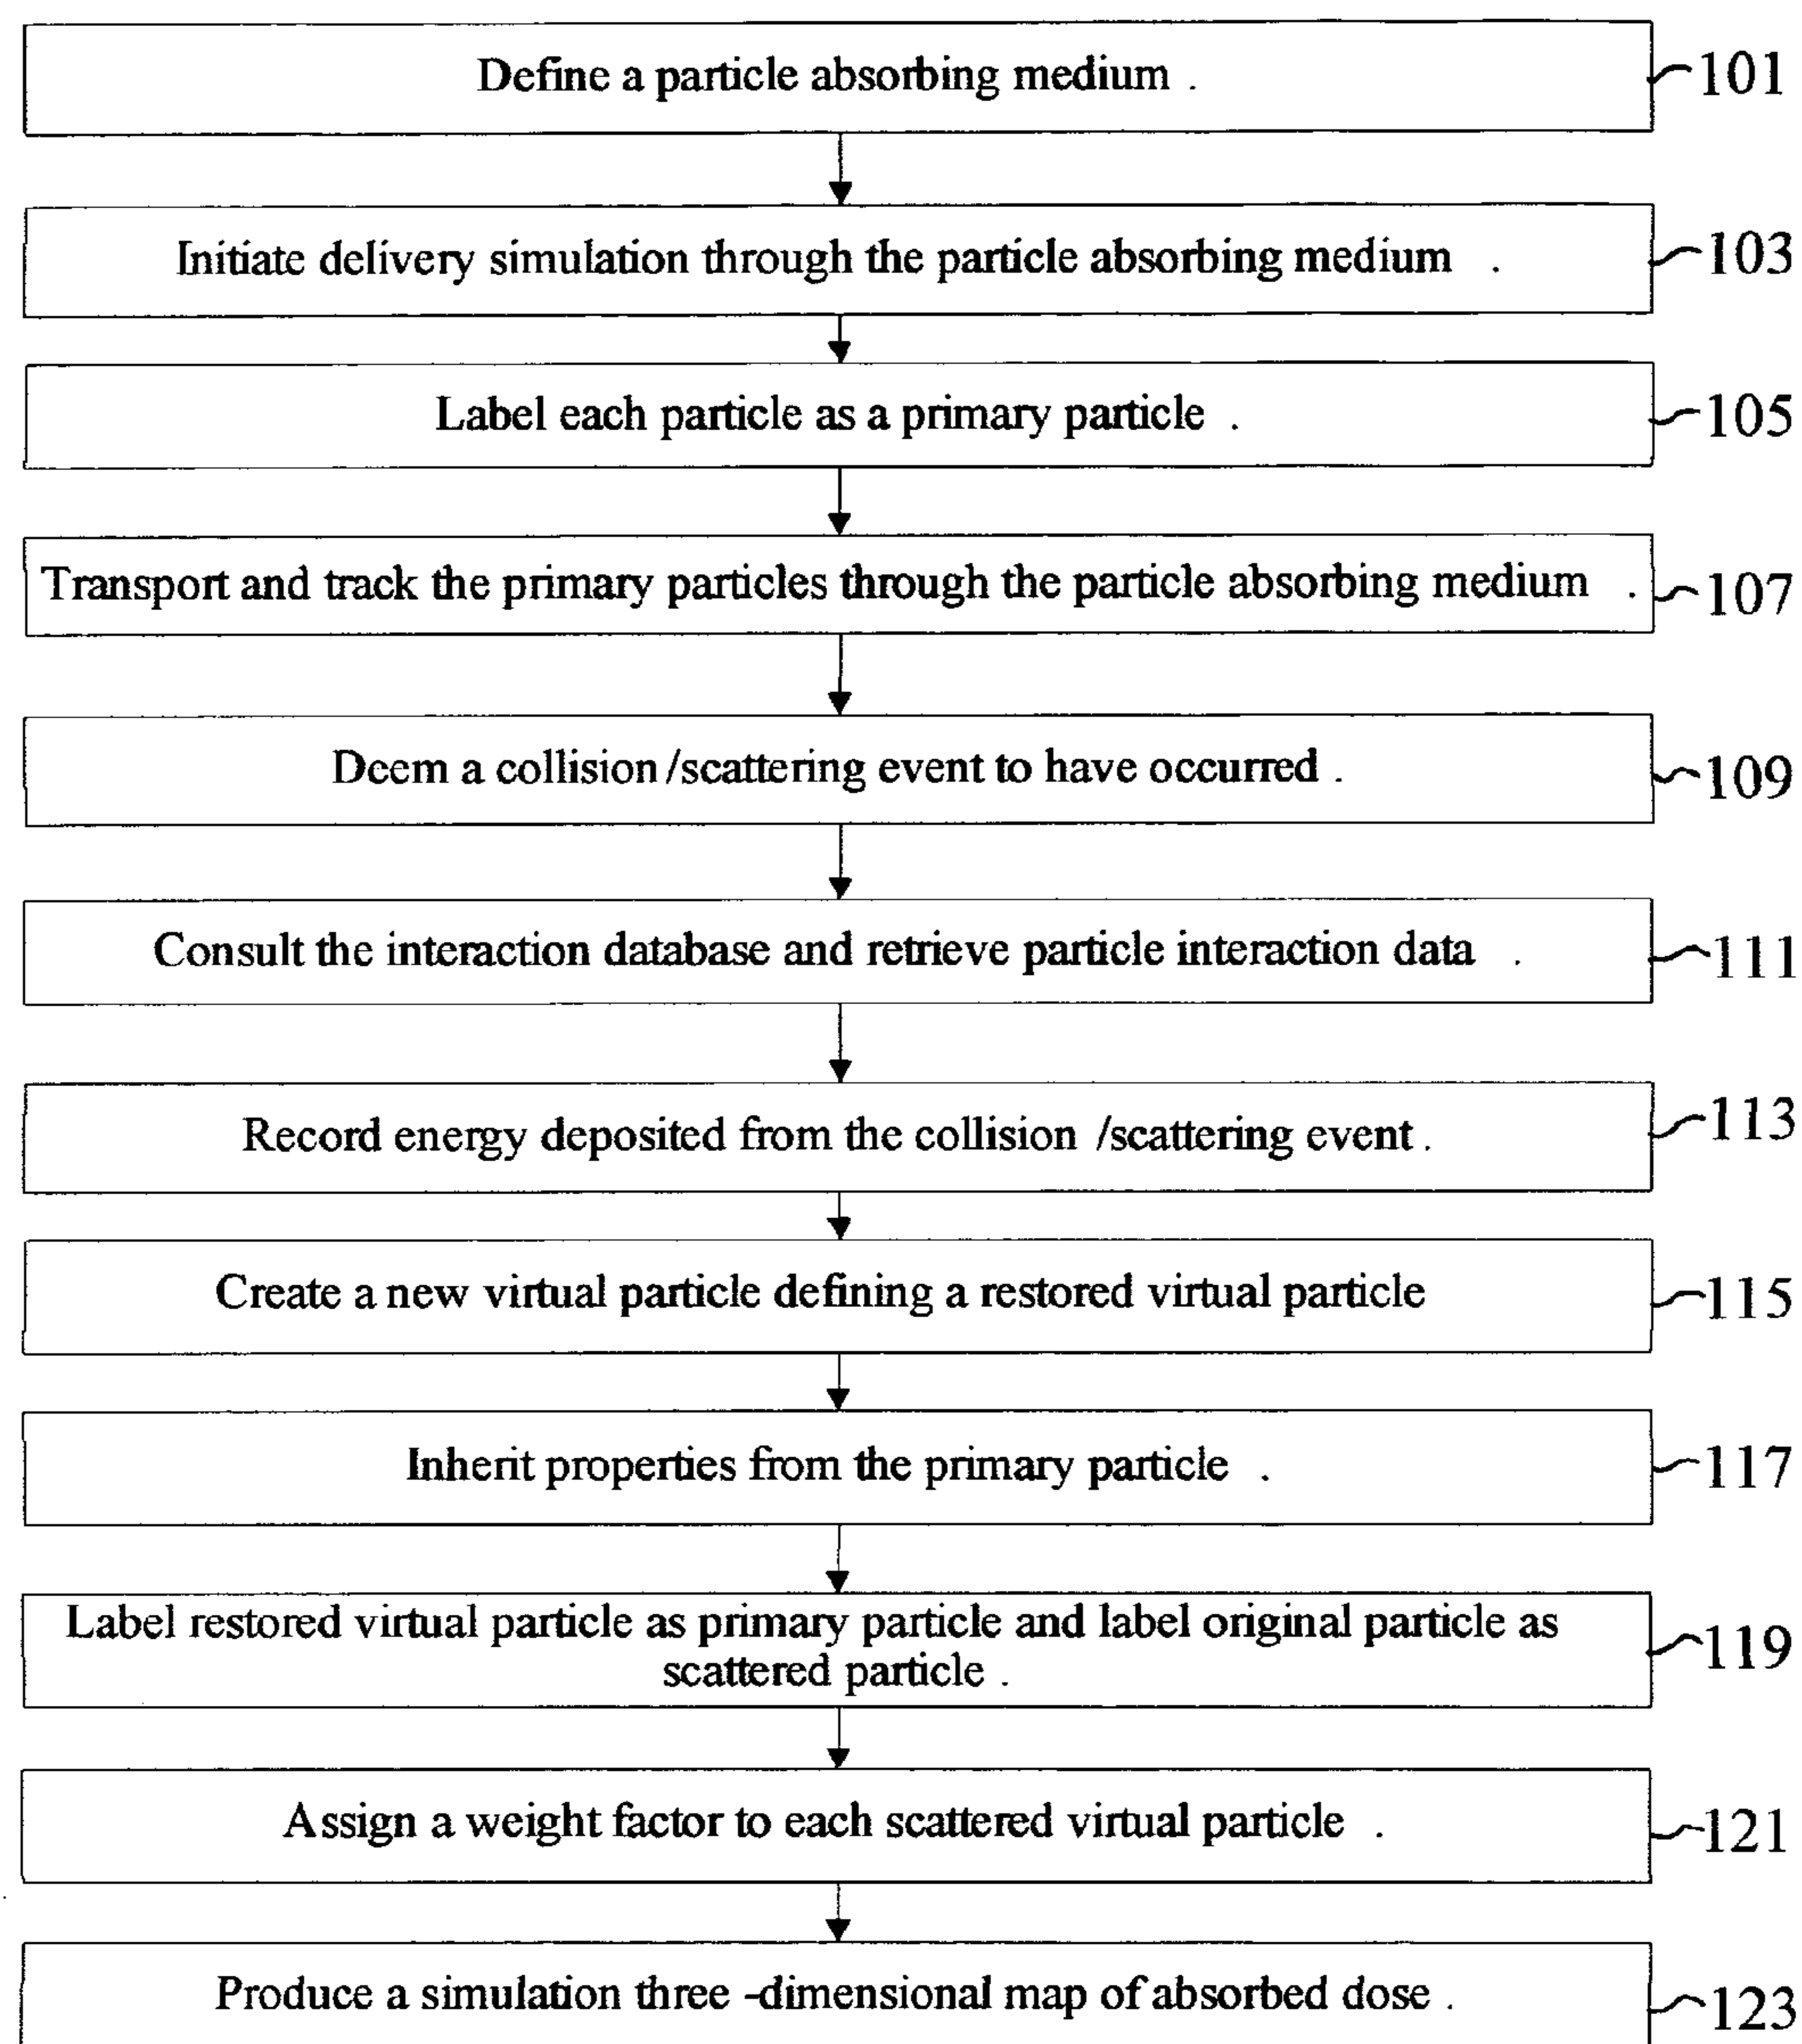 Define a particle absorbing medium .
101
Initiate delivery simulation through the particle absorbing medium .
103
Label each particle as a primary particle .
105
Transport and track the primary particles through the particle absorbing medium .
107
Deem a collision /scattering event to have occurred .
109
Consult the interaction database and retrieve particle interaction data .
111
Record energy deposited from the collision /scattering event .
113
Create a new virtual particle defining a restored virtual particle
115
Inherit properties from the primary particle .
117
Label restored virtual particle as primary particle and label original particle as
scattered particle .
119
Assign a weight factor to each scattered virtual particle .
121
Produce a simulation three -dimensional map of absorbed dose .
123